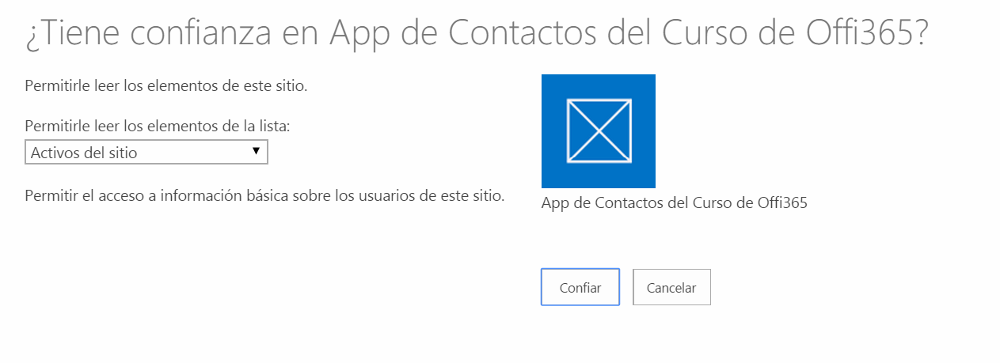 ¿Tiene confianza en App de Contactos del Curso de Offi365?
Permitirle leer los elementos de este sitio.
Permitirle leer los elementos de la lista:
Activos del sitio
Permitir el acceso a información básica sobre los usuarios de este sitio.
App de Contactos del Curso de Offi365
Confiar
Cancelar